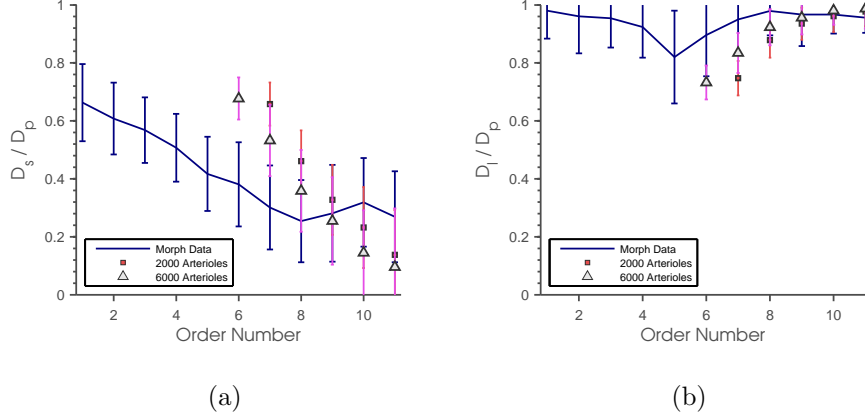 1
0.8
0.6
0.4
0.2
0
D_s / D_p
2 4 6 8 10
Order Number
Morph Data
2000 Arterioles
6000 Arterioles
(a)
1
0.8
0.6
0.4
0.2
0
D_l / D_p
2 4 6 8 10
Order Number
Morph Data
2000 Arterioles
6000 Arterioles
(b)